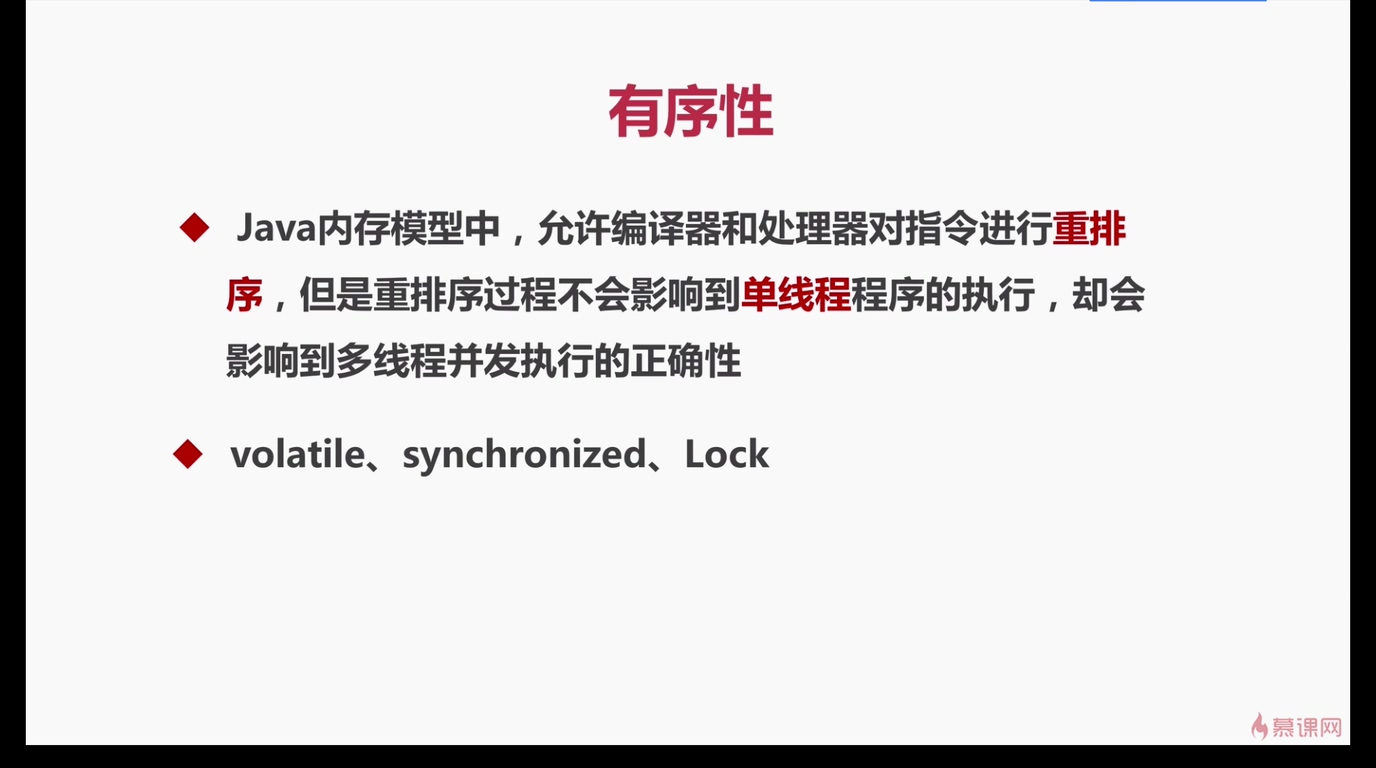 有序性
Java内存模型中，允许编译器和处理器对指令进行重排
序，但是重排序过程不会影响到单线程程序的执行，却会
影响到多线程并发执行的正确性
volatile、synchronized、Lock
慕课网